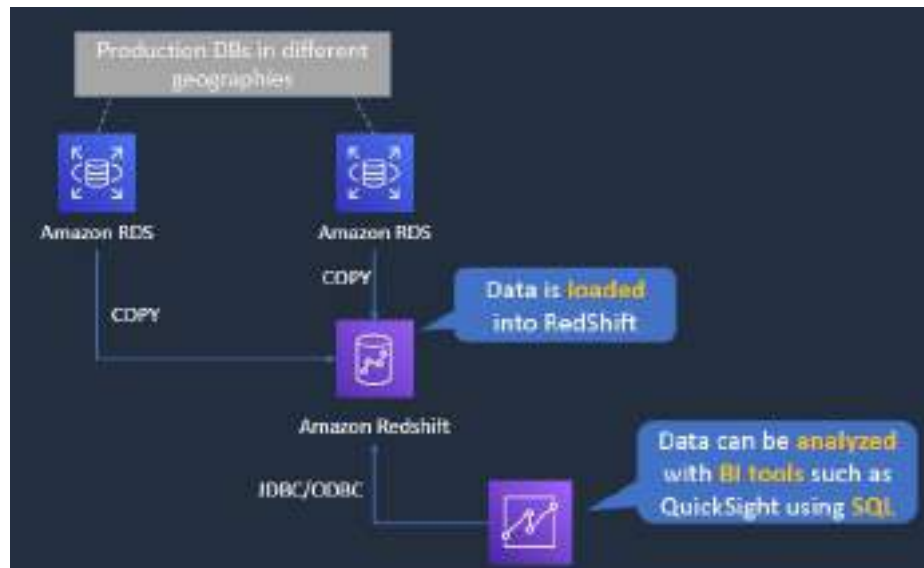 Production DBs in different
geographies
Amazon RDS
Amazon RDS
COPY
COPY
Data is loaded
into RedShift
Amazon Redshift
JDBC/ODBC
Data can be analyzed
with BI tools such as
QuickSight using SQL